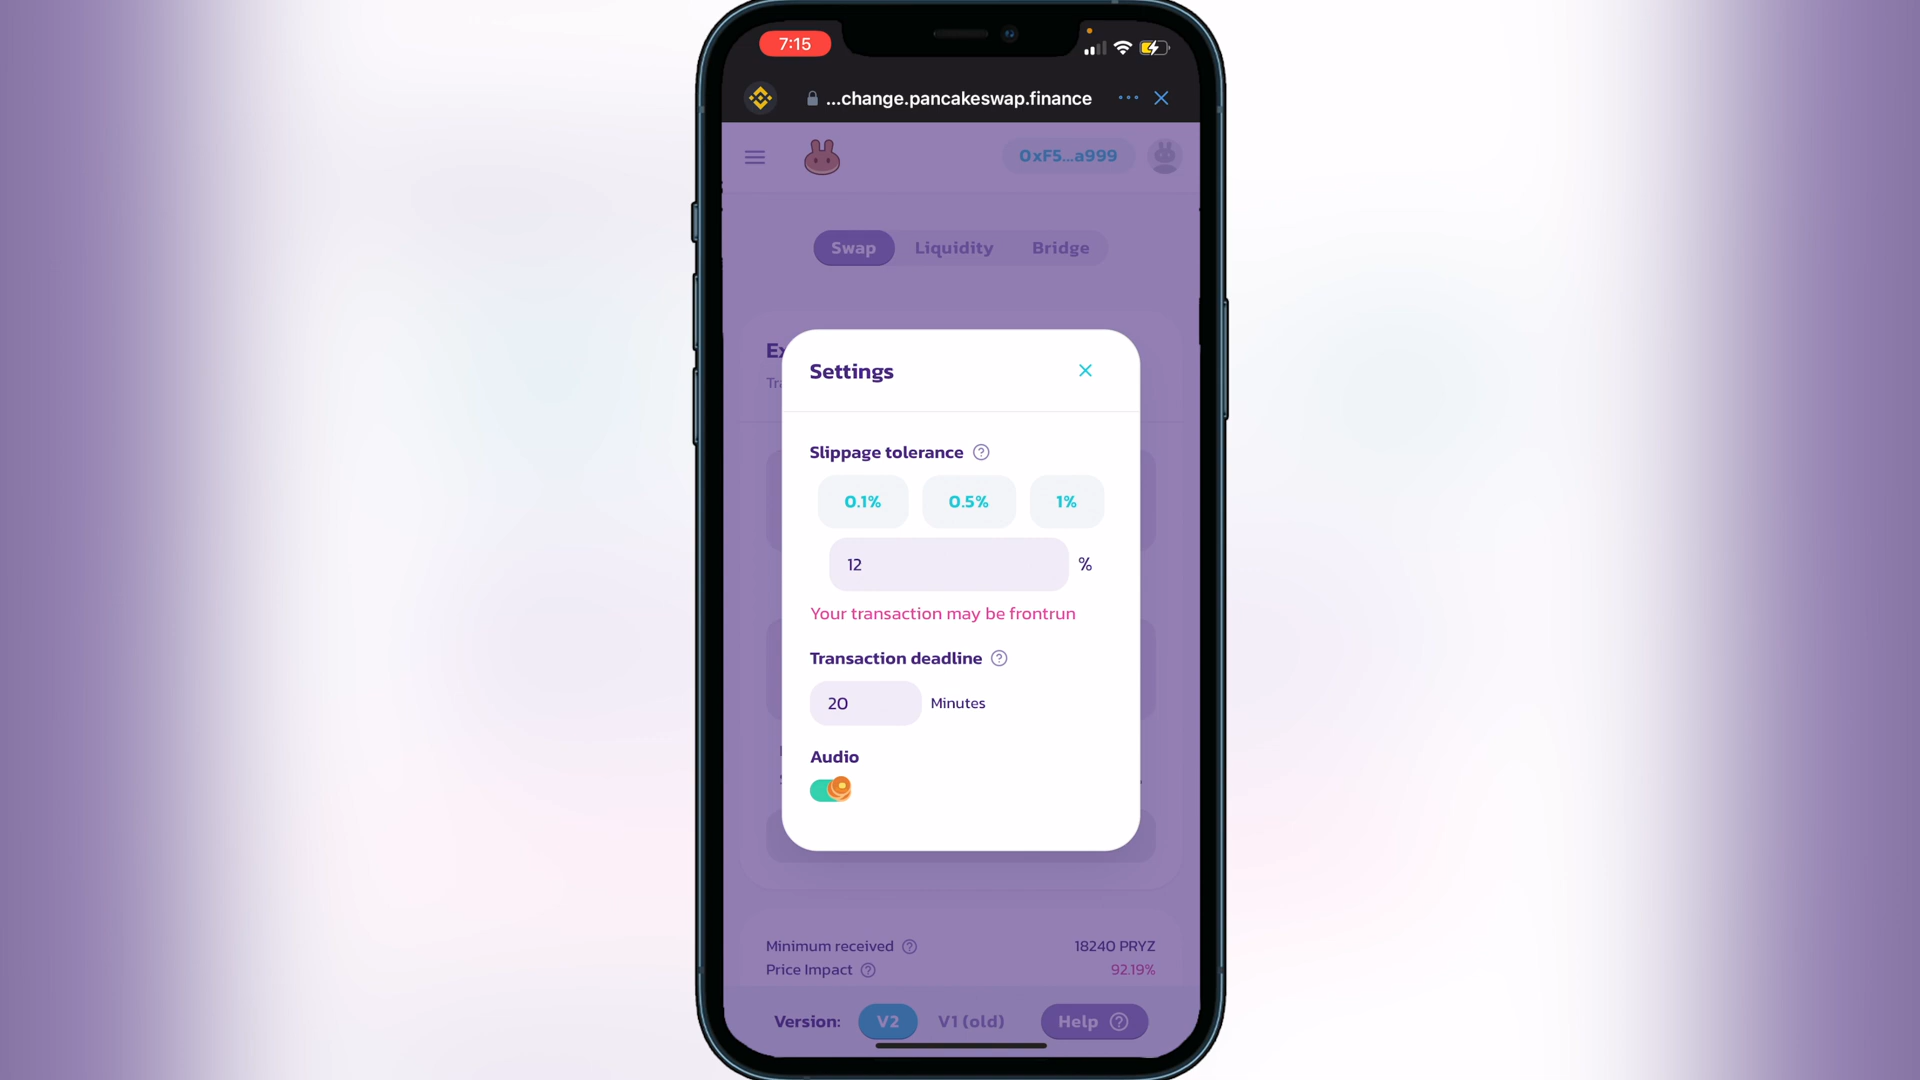 7:15
...change.pancakeswap.finance
0xF5...a999
Swap Liquidity Bridge
Ex
Tra
Settings
Slippage tolerance
0.1% 0.5% 1%
12 %
Your transaction may be frontrun
Transaction deadline
20 Minutes
Audio
Minimum received 18240 PRYZ
Price Impact 92.19%
Version: V2 V1 (old) Help